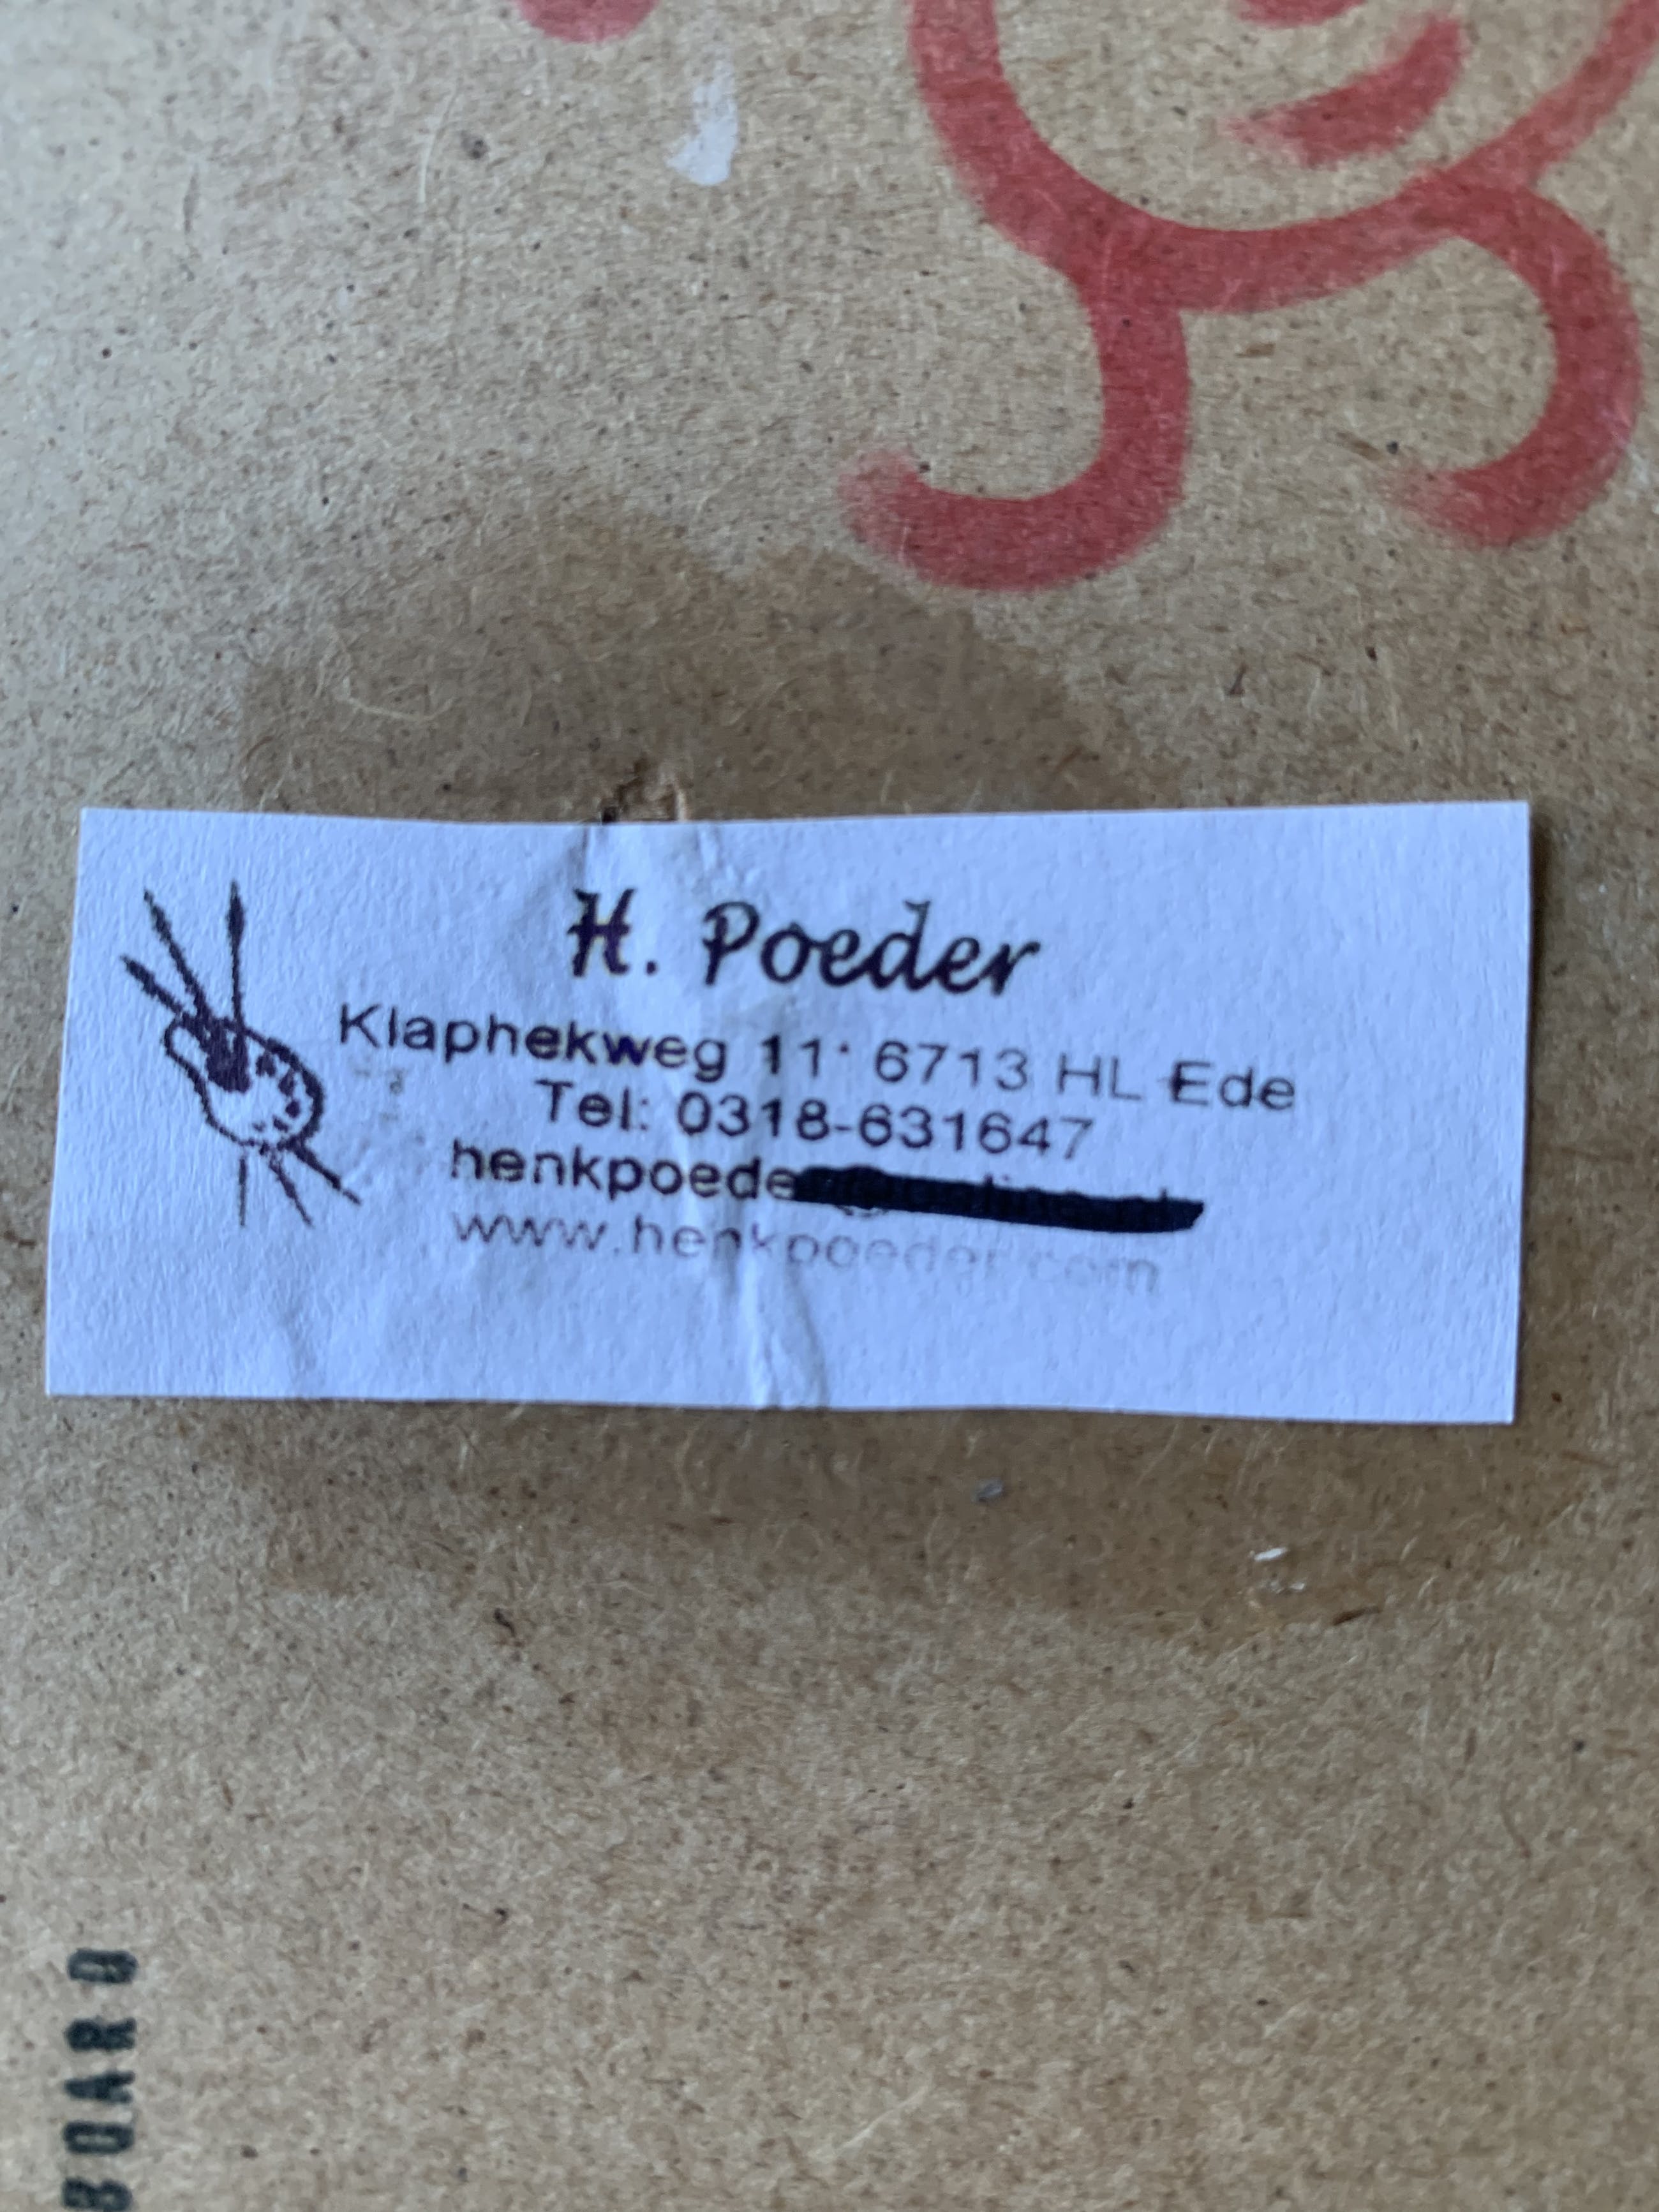 H. Poeder
Klaphekweg 11· 6713 HL Ede
Tel: 0318-631647
henkpoede
www.henkpoeder.com
BOARD